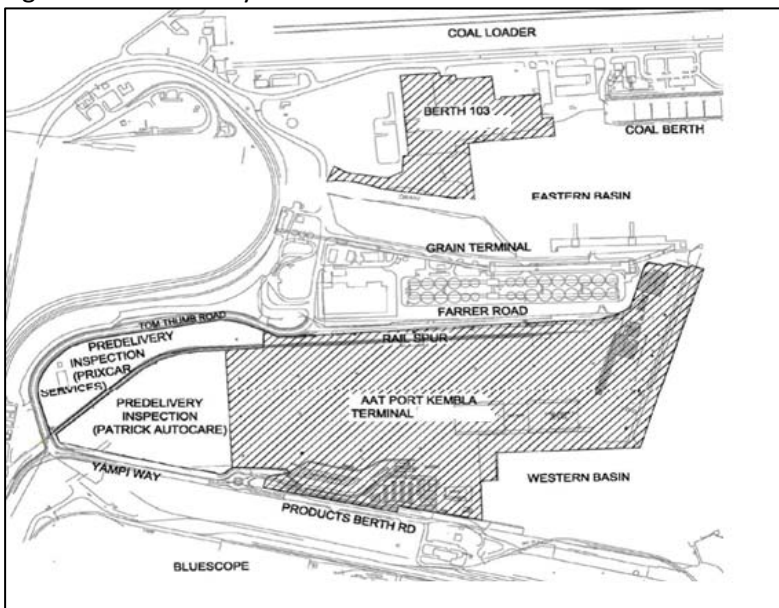 COAL LOADER
BERTH 103
COAL BERTH
EASTERN BASIN
GRAIN TERMINAL
FARRER ROAD
TOM THUMB ROAD
RAIL SPUR
PREDELIVERY
INSPECTION
(PRIXCAR
SERVICES)
PREDELIVERY
INSPECTION
(PATRICK AUTOCARE)
AAT PORT KEMBLA
TERMINAL
YAMPI WAY
WESTERN BASIN
PRODUCTS BERTH RD
BLUESCOPE